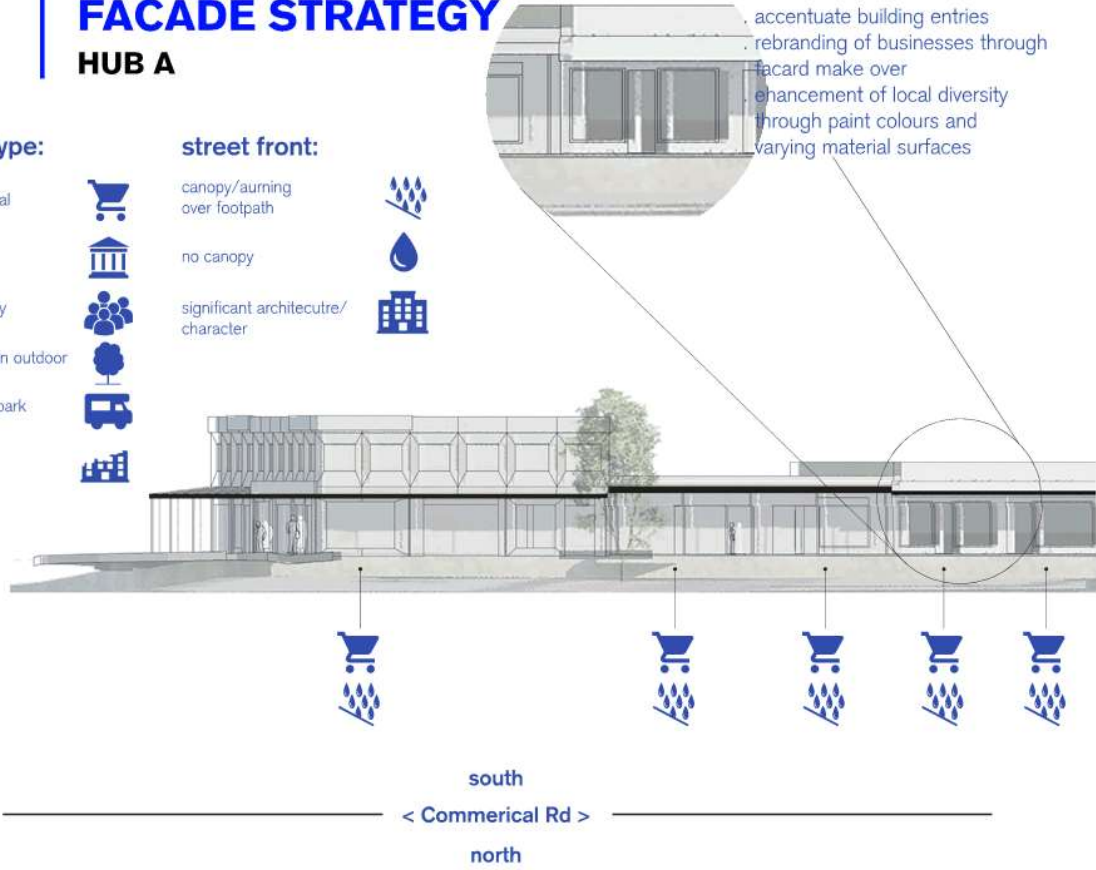 FACADE STRATEGY
HUB A
. accentuate building entries
. rebranding of businesses through
facard make over
. ehancement of local diversity
through paint colours and
varying material surfaces
ype:
al
y
n outdoor
park
street front:
canopy/aurning
over footpath
no canopy
significant architecutre/
character
south
< Commerical Rd >
north